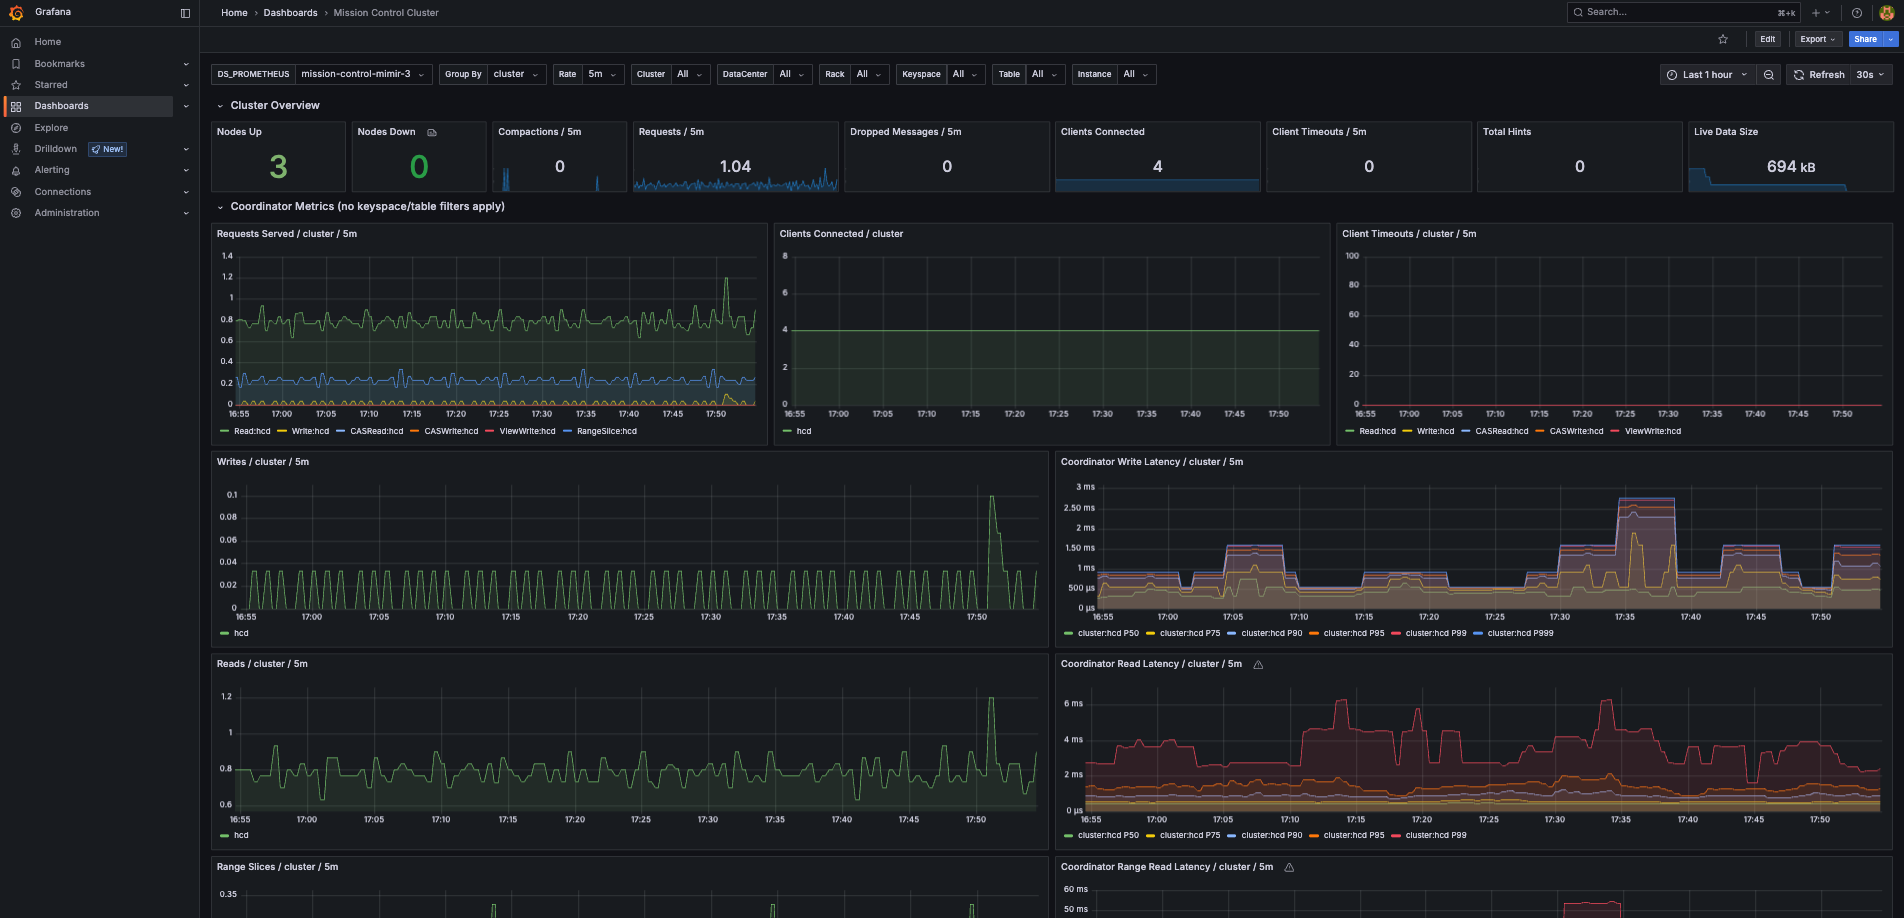 Grafana
Home › Dashboards › Mission Control Cluster
Search...
⌘+k
Home
Bookmarks
Starred
Dashboards
Explore
Drilldown New!
Alerting
Connections
Administration
Edit
Export
Share
DS_PROMETHEUS mission-control-mimir-3 Group By cluster Rate 5m Cluster All DataCenter All Rack All Keyspace All Table All Instance All
Last 1 hour Refresh 30s
Cluster Overview
Nodes Up
3
Nodes Down
0
Compactions / 5m
0
Requests / 5m
1.04
Dropped Messages / 5m
0
Clients Connected
4
Client Timeouts / 5m
0
Total Hints
0
Live Data Size
694 kB
Coordinator Metrics (no keyspace/table filters apply)
Requests Served / cluster / 5m
1.4
1.2
1
0.8
0.6
0.4
0.2
0
16:55 17:00 17:05 17:10 17:15 17:20 17:25 17:30 17:35 17:40 17:45 17:50
Read:hcd Write:hcd CASRead:hcd CASWrite:hcd ViewWrite:hcd RangeSlice:hcd
Clients Connected / cluster
8
6
4
2
0
16:55 17:00 17:05 17:10 17:15 17:20 17:25 17:30 17:35 17:40 17:45 17:50
hcd
Client Timeouts / cluster / 5m
100
80
60
40
20
0
16:55 17:00 17:05 17:10 17:15 17:20 17:25 17:30 17:35 17:40 17:45 17:50
Read:hcd Write:hcd CASRead:hcd CASWrite:hcd ViewWrite:hcd
Writes / cluster / 5m
0.1
0.08
0.06
0.04
0.02
0
16:55 17:00 17:05 17:10 17:15 17:20 17:25 17:30 17:35 17:40 17:45 17:50
hcd
Coordinator Write Latency / cluster / 5m
3 ms
2.50 ms
2 ms
1.50 ms
1 ms
500 µs
0 µs
16:55 17:00 17:05 17:10 17:15 17:20 17:25 17:30 17:35 17:40 17:45 17:50
cluster:hcd P50 cluster:hcd P75 cluster:hcd P90 cluster:hcd P95 cluster:hcd P99 cluster:hcd P999
Reads / cluster / 5m
1.2
1
0.8
0.6
16:55 17:00 17:05 17:10 17:15 17:20 17:25 17:30 17:35 17:40 17:45 17:50
hcd
Coordinator Read Latency / cluster / 5m
6 ms
4 ms
2 ms
0 µs
16:55 17:00 17:05 17:10 17:15 17:20 17:25 17:30 17:35 17:40 17:45 17:50
cluster:hcd P50 cluster:hcd P75 cluster:hcd P90 cluster:hcd P95 cluster:hcd P99
Range Slices / cluster / 5m
0.35
Coordinator Range Read Latency / cluster / 5m
60 ms
50 ms